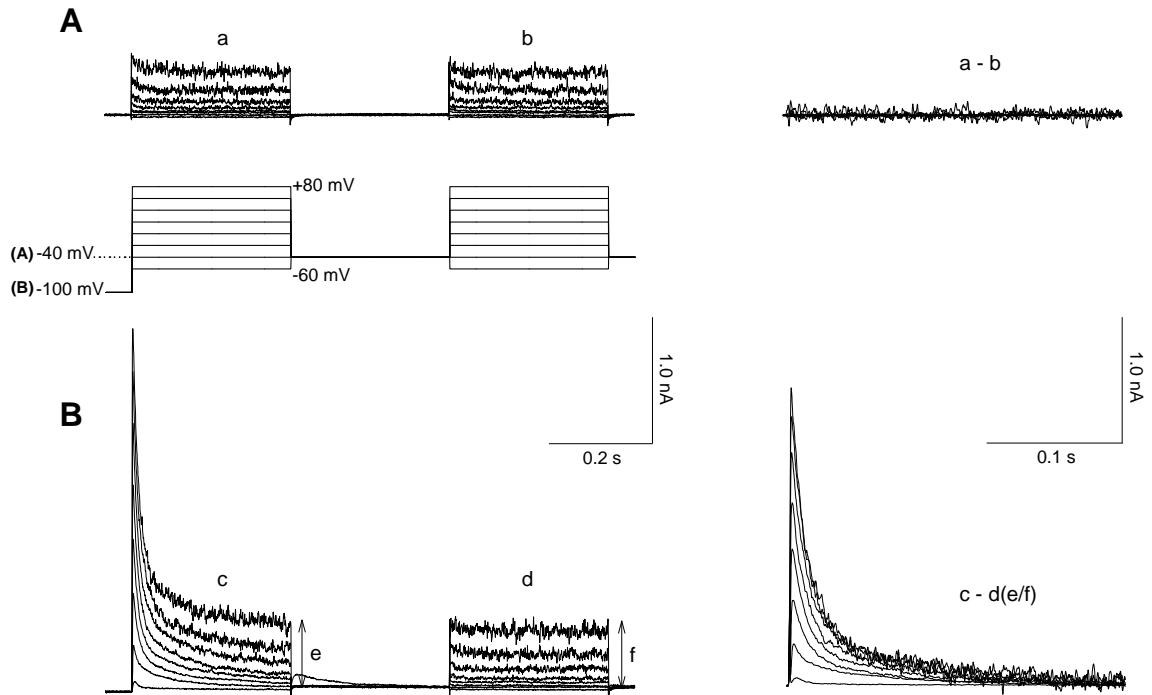 A
a
b
a - b
+80 mV
(A) -40 mV
-60 mV
(B) -100 mV
1.0 nA
1.0 nA
B
0.2 s
0.1 s
c
d
c - d(e/f)
e
f